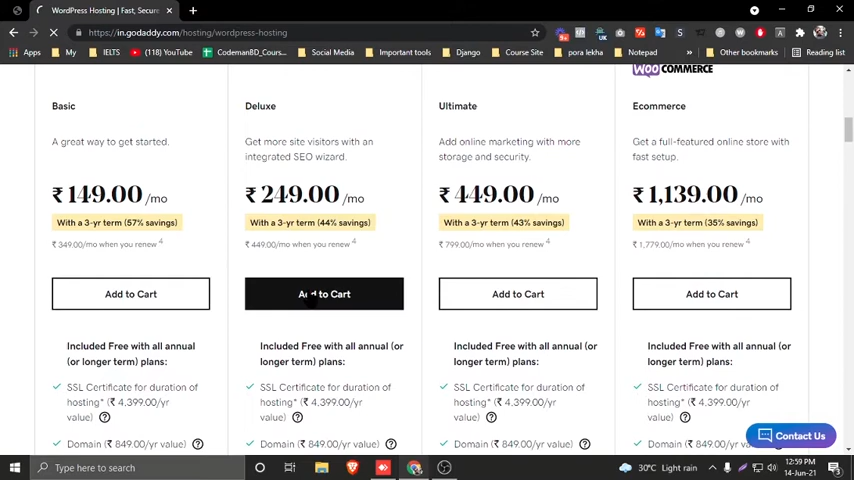 WordPress Hosting | Fast, Secure
in.godaddy.com/hosting/wordpress-hosting
Apps
My
IELTS
(118) YouTube
CodemanBD_Cours...
Social Media
Important tools
Django
Course Site
pora lekha
Notepad
Other bookmarks
Reading list
WOO COMMERCE
Basic
Deluxe
Ultimate
Ecommerce
A great way to get started.
Get more site visitors with an
integrated SEO wizard.
Add online marketing with more
storage and security.
Get a full-featured online store with
fast setup.
₹ 149.00 /mo
₹ 249.00 /mo
₹ 449.00 /mo
₹ 1,139.00 /mo
With a 3-yr term (57% savings)
With a 3-yr term (44% savings)
With a 3-yr term (43% savings)
With a 3-yr term (35% savings)
₹ 349.00/mo when you renew 4
₹ 449.00/mo when you renew 4
₹ 799.00/mo when you renew 4
₹ 1,779.00/mo when you renew 4
Add to Cart
Add to Cart
Add to Cart
Add to Cart
Included Free with all annual
(or longer term) plans:
Included Free with all annual (or
longer term) plans:
Included Free with all annual (or
longer term) plans:
Included Free with all annual (or
longer term) plans:
SSL Certificate for duration of
hosting* (₹ 4,399.00/yr
value)
SSL Certificate for duration of
hosting* (₹ 4,399.00/yr
value)
SSL Certificate for duration of
hosting* (₹ 4,399.00/yr
value)
SSL Certificate for duration of
hosting* (₹ 4,399.00/yr
value)
Domain (₹ 849.00/yr value)
Domain (₹ 849.00/yr value)
Domain (₹ 849.00/yr value)
Domain (₹ 849.00/yr value)
Contact Us
Type here to search
30°C Light rain
12:59 PM
14-Jun-21